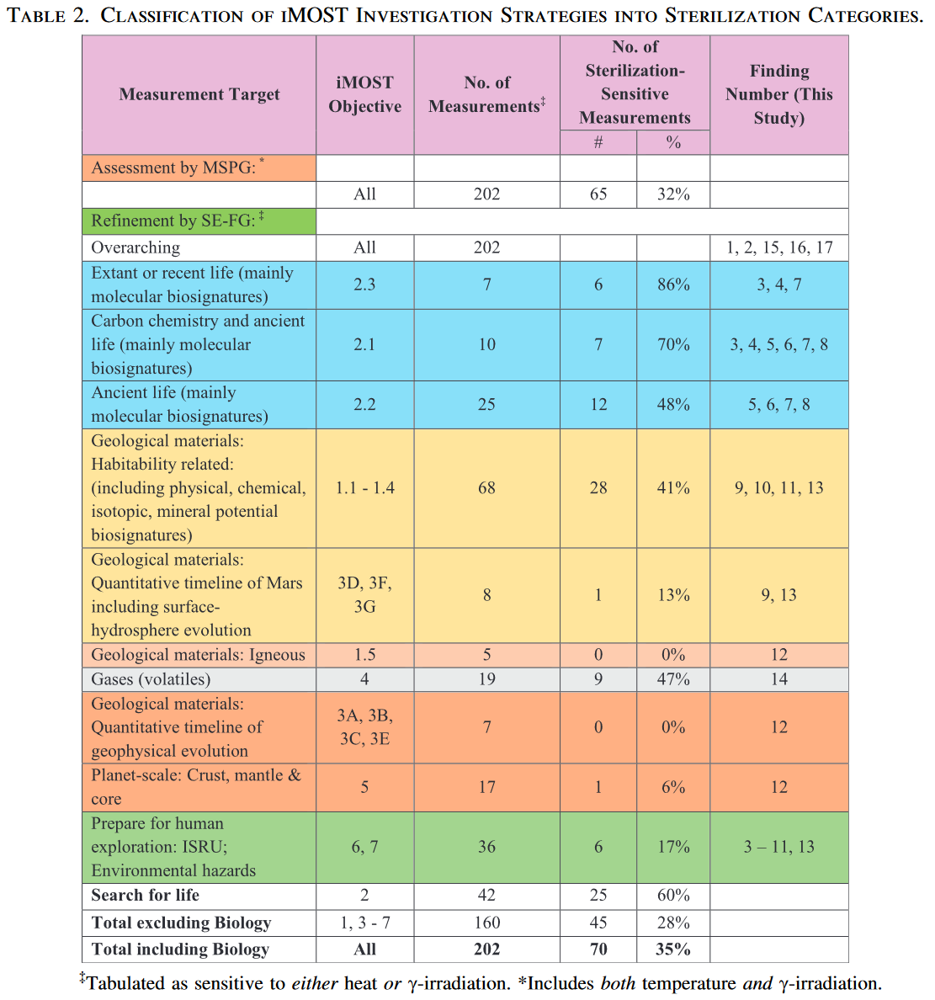 TABLE 2. CLASSIFICATION OF IMOST INVESTIGATION STRATEGIES INTO STERILIZATION CATEGORIES.
Measurement Target
iMOST
Objective
No. of
Measurements‡
No. of
Sterilization-
Sensitive
Measurements
Finding
Number (This
Study)
# %
Assessment by MSPG: *
All 202 65 32%
Refinement by SE-FG: ‡
Overarching All 202 1, 2, 15, 16, 17
Extant or recent life (mainly
molecular biosignatures)
2.3 7 6 86% 3, 4, 7
Carbon chemistry and ancient
life (mainly molecular
biosignatures)
2.1 10 7 70% 3, 4, 5, 6, 7, 8
Ancient life (mainly
molecular biosignatures)
2.2 25 12 48% 5, 6, 7, 8
Geological materials:
Habitability related:
(including physical, chemical,
isotopic, mineral potential
biosignatures)
1.1 - 1.4 68 28 41% 9, 10, 11, 13
Geological materials:
Quantitative timeline of Mars
including surface-
hydrosphere evolution
3D, 3F,
3G
8 1 13% 9, 13
Geological materials: Igneous 1.5 5 0 0% 12
Gases (volatiles) 4 19 9 47% 14
Geological materials:
Quantitative timeline of
geophysical evolution
3A, 3B,
3C, 3E
7 0 0% 12
Planet-scale: Crust, mantle &
core
5 17 1 6% 12
Prepare for human
exploration: ISRU;
Environmental hazards
6, 7 36 6 17% 3 – 11, 13
Search for life 2 42 25 60%
Total excluding Biology 1, 3 - 7 160 45 28%
Total including Biology All 202 70 35%
‡Tabulated as sensitive to either heat or γ-irradiation. *Includes both temperature and γ-irradiation.